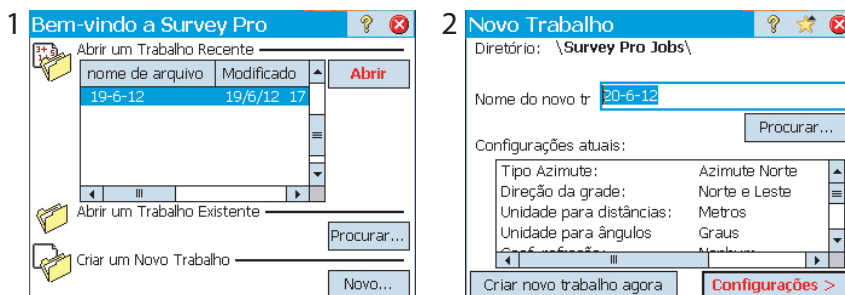 1 Bem-vindo a Survey Pro
Abrir um Trabalho Recente
nome de arquivo Modificado
Abrir
19-6-12 19/6/12 17
Abrir um Trabalho Existente
Procurar...
Criar um Novo Trabalho
Novo...
2 Novo Trabalho
Diretório: \Survey Pro Jobs\
Nome do novo tr 20-6-12
Procurar...
Configurações atuais:
Tipo Azimute: Azimute Norte
Direção da grade: Norte e Leste
Unidade para distâncias: Metros
Unidade para ângulos Graus
Criar novo trabalho agora Configurações >